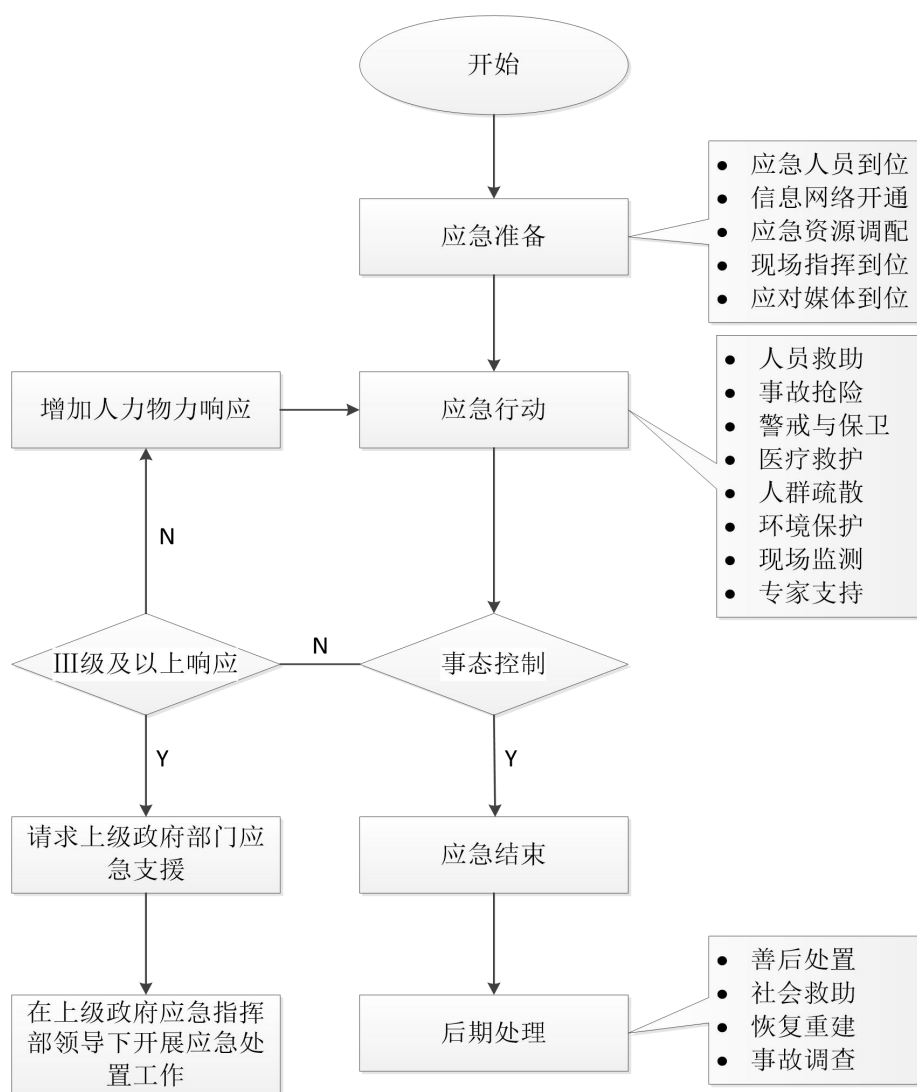 开始
应急准备
• 应急人员到位
• 信息网络开通
• 应急资源调配
• 现场指挥到位
• 应对媒体到位
增加人力物力响应
应急行动
• 人员救助
• 事故抢险
• 警戒与保卫
• 医疗救护
• 人群疏散
• 环境保护
• 现场监测
• 专家支持
N
III级及以上响应
N
事态控制
Y
Y
请求上级政府部门应
急支援
应急结束
在上级政府应急指挥
部领导下开展应急处
置工作
后期处理
• 善后处置
• 社会救助
• 恢复重建
• 事故调查